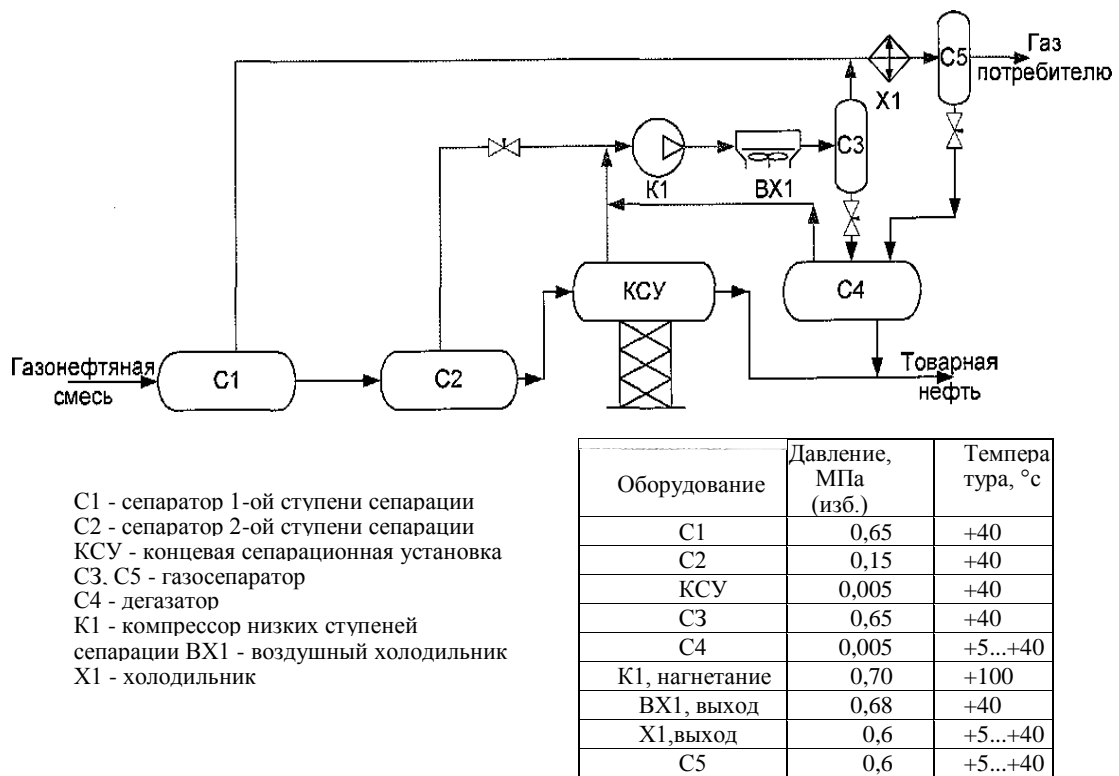 Газ
потребителю
С5
Х1
С3
К1
ВХ1
КСУ
С4
Газонефтяная
смесь
С1
С2
Товарная
нефть
С1 - сепаратор 1-ой ступени сепарации
С2 - сепаратор 2-ой ступени сепарации
КСУ - концевая сепарационная установка
С3, С5 - газосепаратор
С4 - дегазатор
К1 - компрессор низких ступеней
сепарации ВХ1 - воздушный холодильник
Х1 - холодильник
Оборудование
Давление,
МПа
(изб.)
Темпера
тура, °с
С1 0,65 +40
С2 0,15 +40
КСУ 0,005 +40
С3 0,65 +40
С4 0,005 +5...+40
К1, нагнетание 0,70 +100
ВХ1, выход 0,68 +40
Х1,выход 0,6 +5...+40
С5 0,6 +5...+40